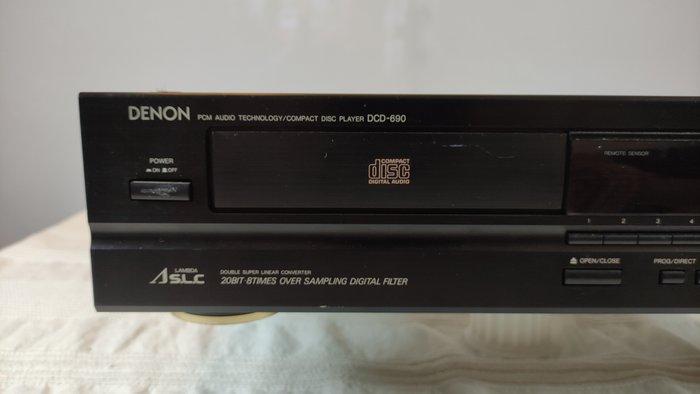 DENON PCM AUDIO TECHNOLOGY/COMPACT DISC PLAYER DCD-690
POWER
ON OFF
COMPACT
disc
DIGITAL AUDIO
REMOTE SENSOR
1 2 3 4
OPEN/CLOSE
PROG/DIRECT
LAMBDA
SLC
DOUBLE SUPER LINEAR CONVERTER
20BIT·8TIMES OVER SAMPLING DIGITAL FILTER